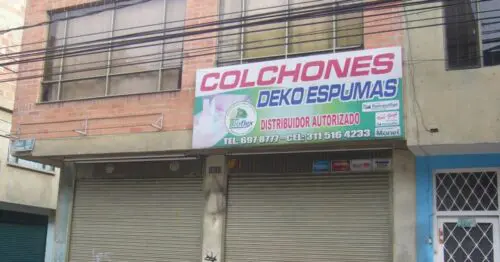 COLCHONES
DEKO ESPUMAS
DISTRIBUIDOR AUTORIZADO
TEL: 697 8777 - CEL: 311 516 4233